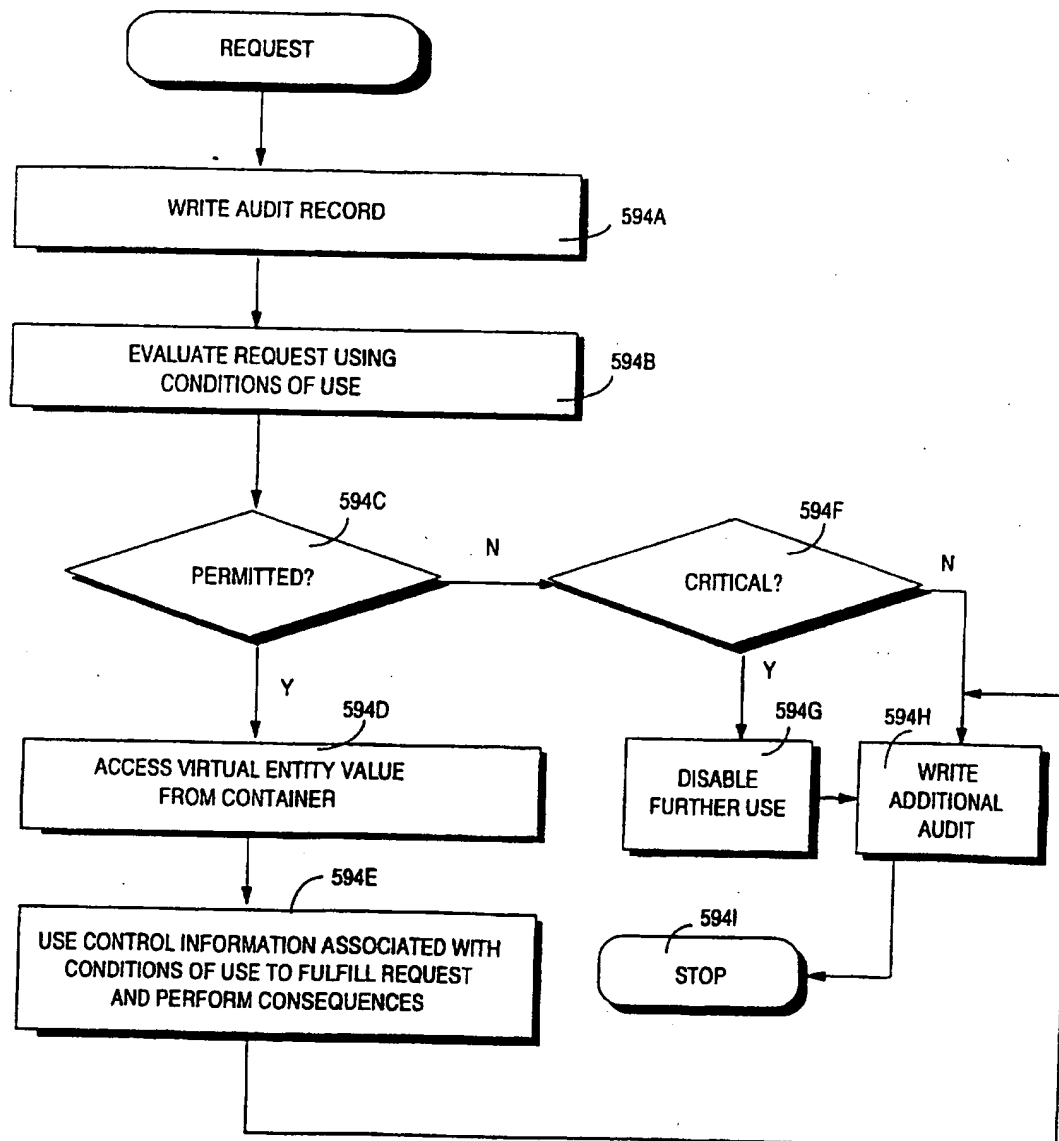 REQUEST
WRITE AUDIT RECORD
594A
EVALUATE REQUEST USING
CONDITIONS OF USE
594B
594C
PERMITTED?
N
Y
594F
CRITICAL?
N
Y
594D
ACCESS VIRTUAL ENTITY VALUE
FROM CONTAINER
594G
DISABLE
FURTHER USE
594H
WRITE
ADDITIONAL
AUDIT
594E
USE CONTROL INFORMATION ASSOCIATED WITH
CONDITIONS OF USE TO FULFILL REQUEST
AND PERFORM CONSEQUENCES
594I
STOP